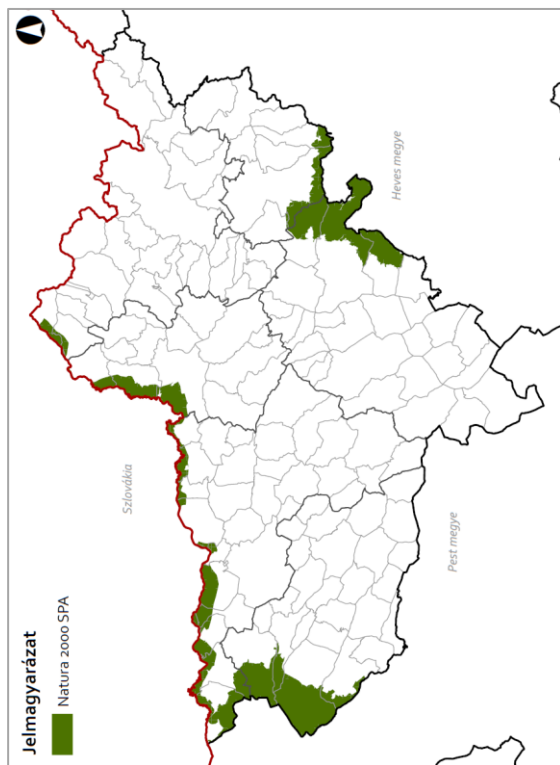 Jelmagyarázat
Natura 2000 SPA
Szlovákia
Heves megye
Pest megye